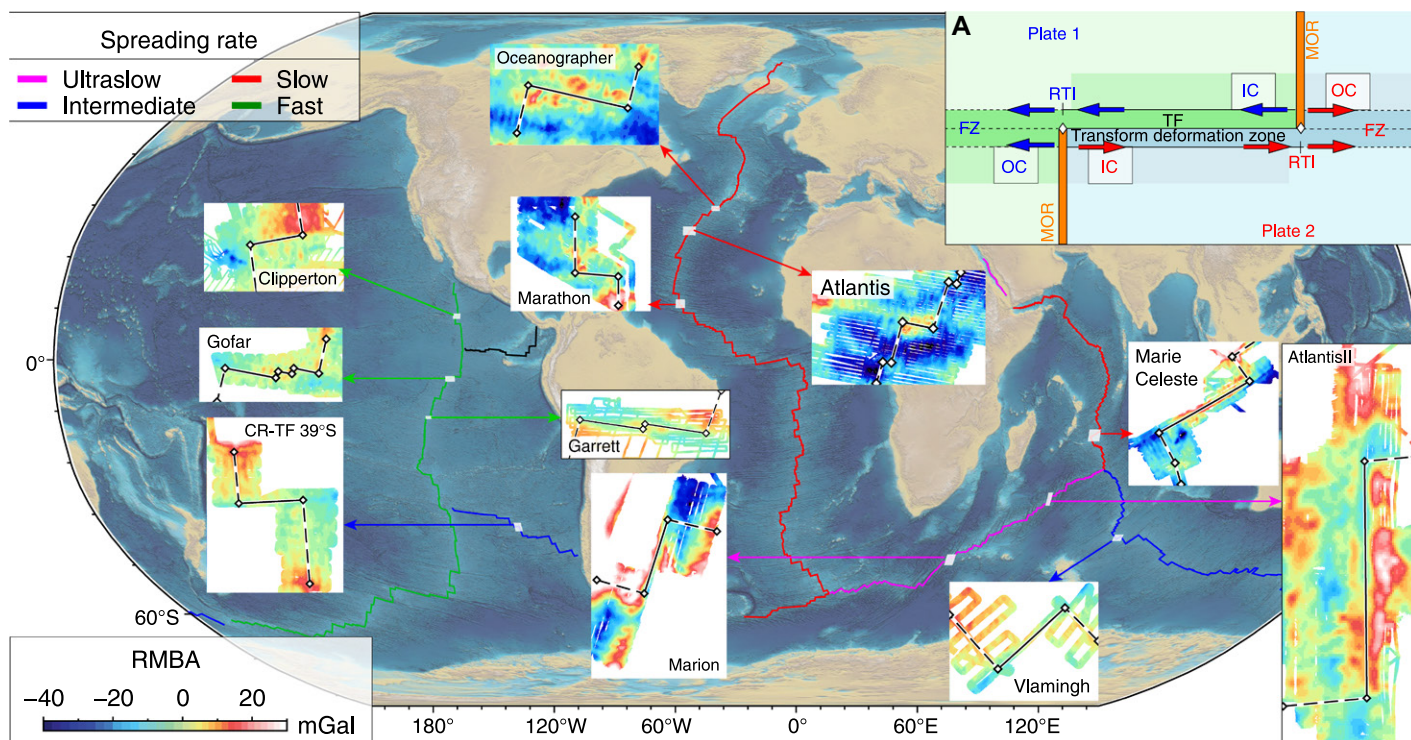 Spreading rate
Ultraslow
Slow
Intermediate
Fast
Oceanographer
A
Plate 1
MOR
RTI
IC
OC
TF
FZ
Transform deformation zone
FZ
OC
IC
RTI
MOR
Plate 2
Clipperton
Marathon
Atlantis
Gofar
0°
Marie
Celeste
AtlantisII
CR-TF 39°S
Garrett
Marion
Vlamingh
60°S
RMBA
−40
−20
0
20
mGal
180°
120°W
60°W
0°
60°E
120°E